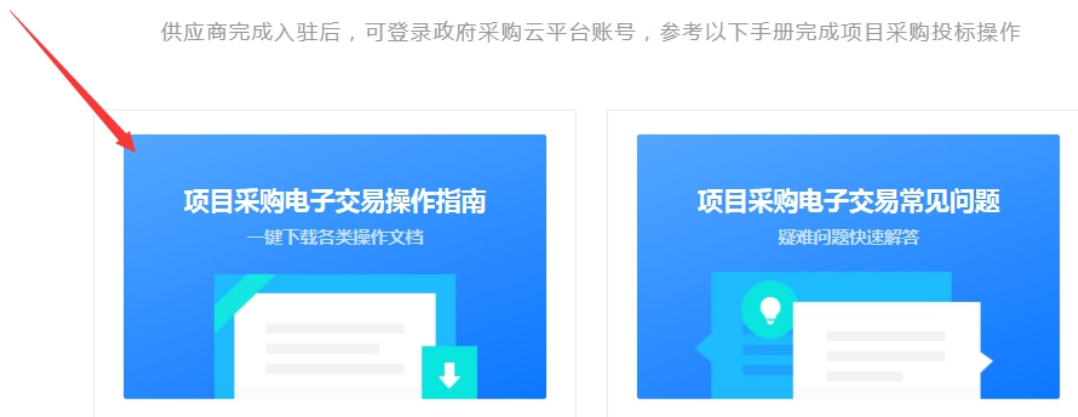 供应商完成入驻后，可登录政府采购云平台账号，参考以下手册完成项目采购投标操作
项目采购电子交易操作指南
一键下载各类操作文档
项目采购电子交易常见问题
疑难问题快速解答